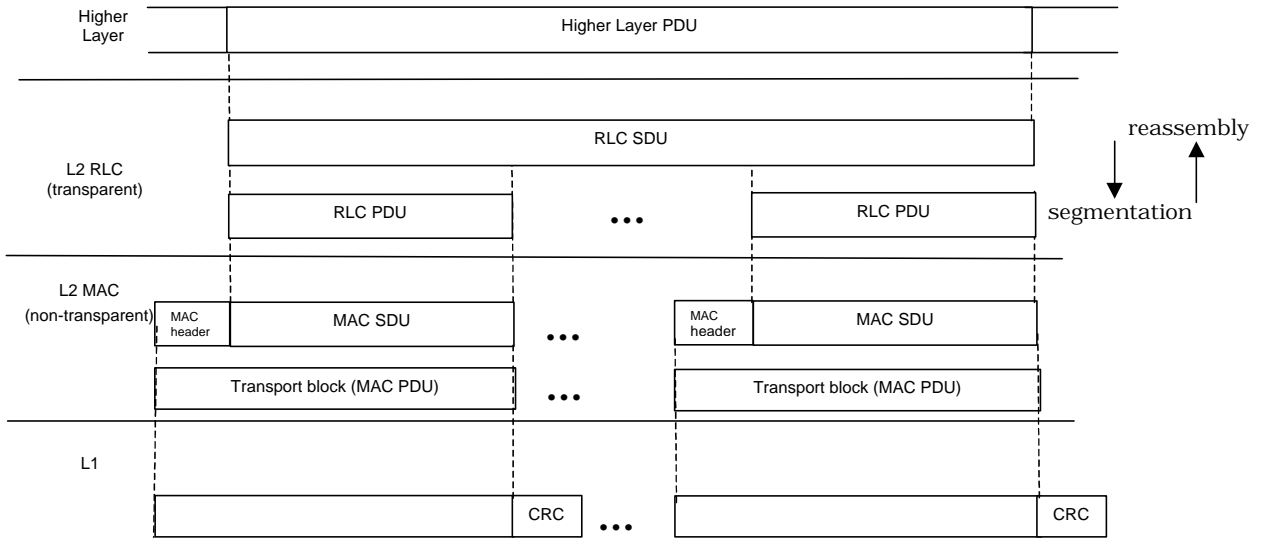 Higher
Layer
Higher Layer PDU
RLC SDU
reassembly
L2 RLC
(transparent)
RLC PDU
•••
RLC PDU
segmentation
L2 MAC
(non-transparent)
MAC
header
MAC SDU
•••
MAC
header
MAC SDU
Transport block (MAC PDU)
•••
Transport block (MAC PDU)
L1
CRC
•••
CRC